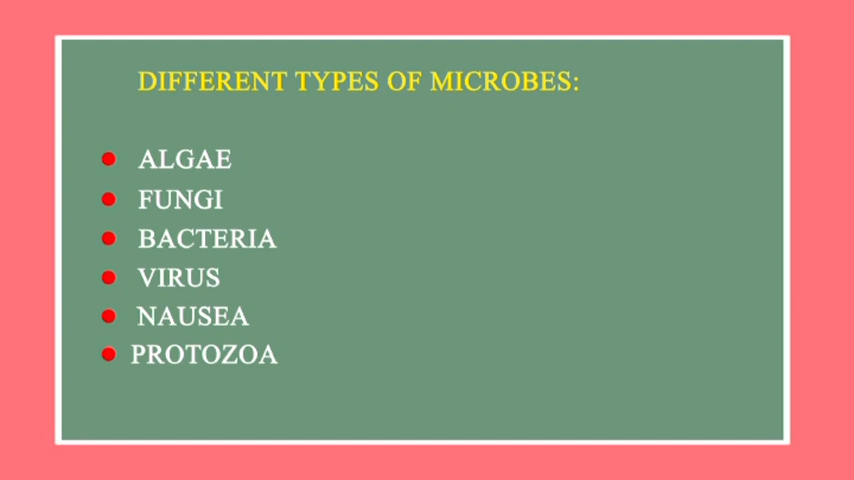 DIFFERENT TYPES OF MICROBES:
ALGAE
FUNGI
BACTERIA
VIRUS
NAUSEA
PROTOZOA